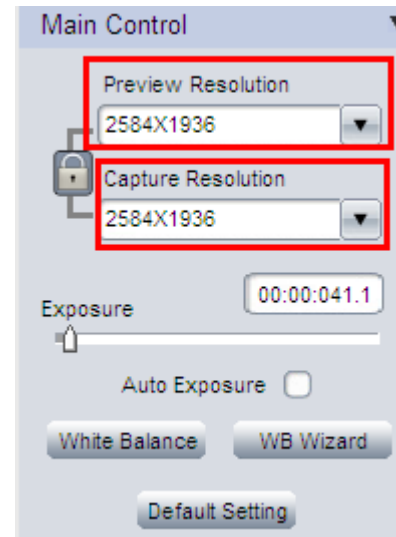 Main Control
Preview Resolution
2584X1936
Capture Resolution
2584X1936
00:00:041.1
Exposure
Auto Exposure
White Balance WB Wizard
Default Setting